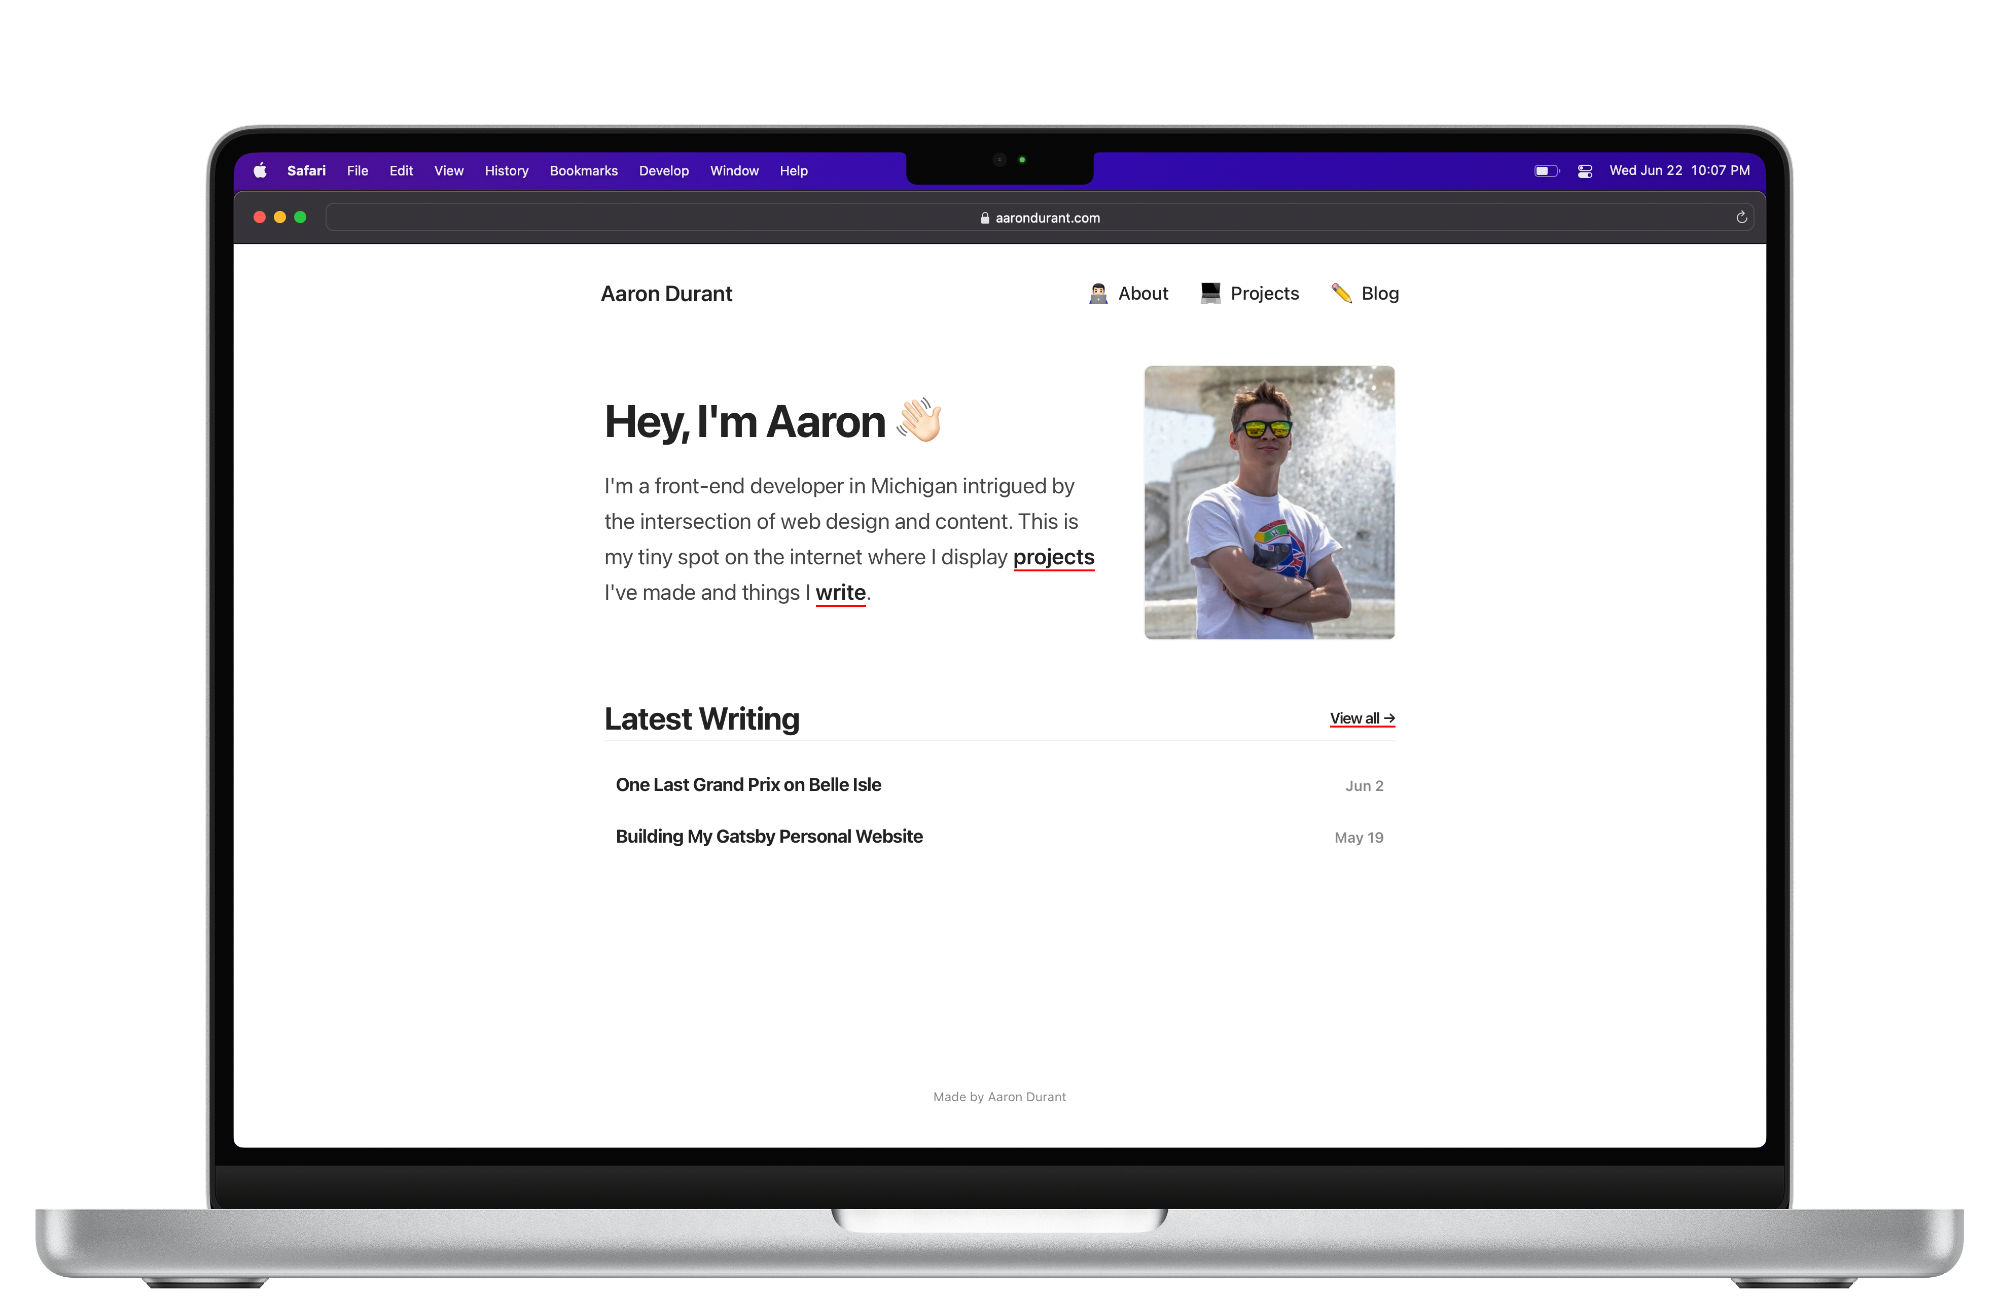 Safari File Edit View History Bookmarks Develop Window Help Wed Jun 22 10:07 PM
aarondurant.com
Aaron Durant 👨🏻‍💻 About 💻 Projects ✏️ Blog
Hey, I'm Aaron 👋🏻
I'm a front-end developer in Michigan intrigued by
the intersection of web design and content. This is
my tiny spot on the internet where I display projects
I've made and things I write.
Latest Writing View all →
One Last Grand Prix on Belle Isle Jun 2
Building My Gatsby Personal Website May 19
Made by Aaron Durant